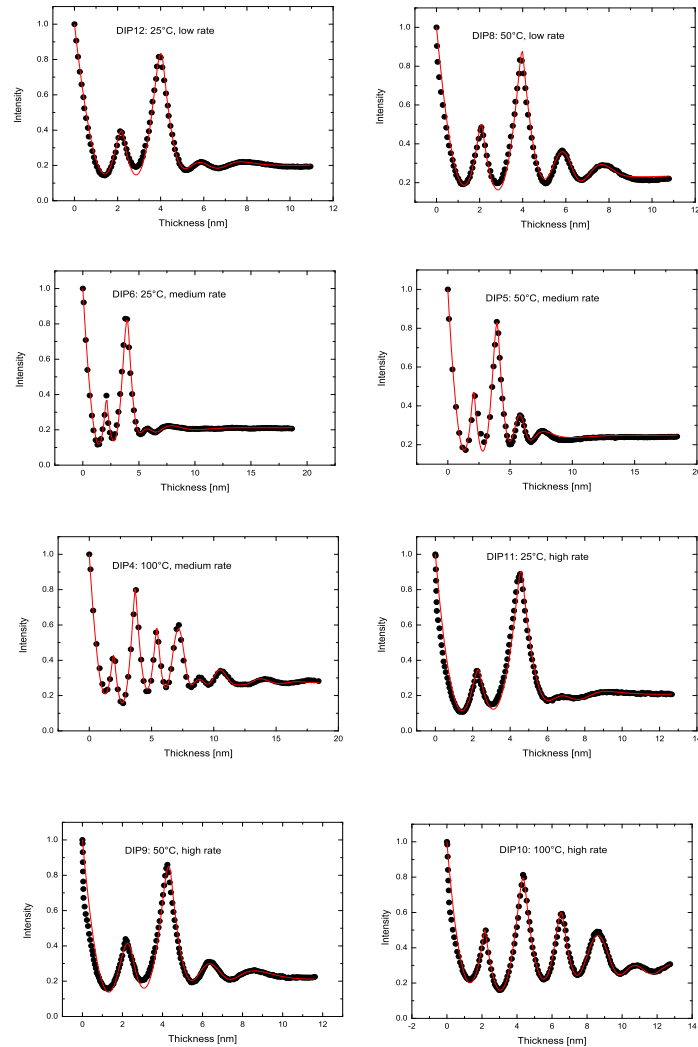 DIP12: 25°C, low rate
Intensity
1.0
0.8
0.6
0.4
0.2
0.0
0 2 4 6 8 10 12
Thickness [nm]
DIP8: 50°C, low rate
Intensity
1.0
0.8
0.6
0.4
0.2
0 2 4 6 8 10 12
Thickness [nm]
DIP6: 25°C, medium rate
Intensity
1.0
0.8
0.6
0.4
0.2
0.0
0 5 10 15 20
Thickness [nm]
DIP5: 50°C, medium rate
Intensity
1.0
0.8
0.6
0.4
0.2
0 5 10 15 20
Thickness [nm]
DIP4: 100°C, medium rate
Intensity
1.0
0.8
0.6
0.4
0.2
0.0
0 5 10 15 20
Thickness [nm]
DIP11: 25°C, high rate
Intensity
1.0
0.8
0.6
0.4
0.2
0.0
0 2 4 6 8 10 12 14
Thickness [nm]
DIP9: 50°C, high rate
Intensity
1.0
0.8
0.6
0.4
0.2
0.0
0 2 4 6 8 10 12
Thickness [nm]
DIP10: 100°C, high rate
Intensity
1.0
0.8
0.6
0.4
0.2
0.0
-2 0 2 4 6 8 10 12 14
Thickness [nm]